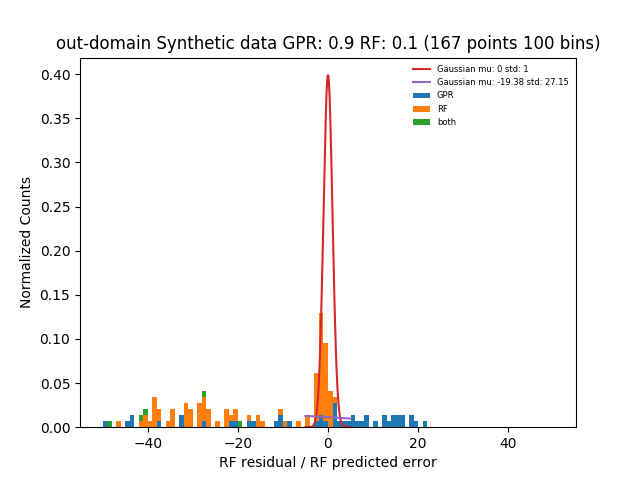 out-domain Synthetic data GPR: 0.9 RF: 0.1 (167 points 100 bins)
Gaussian mu: 0 std: 1
Gaussian mu: -19.38 std: 27.15
GPR
RF
both
0.40
0.35
0.30
0.25
0.20
0.15
0.10
0.05
0.00
Normalized Counts
−40 −20 0 20 40
RF residual / RF predicted error